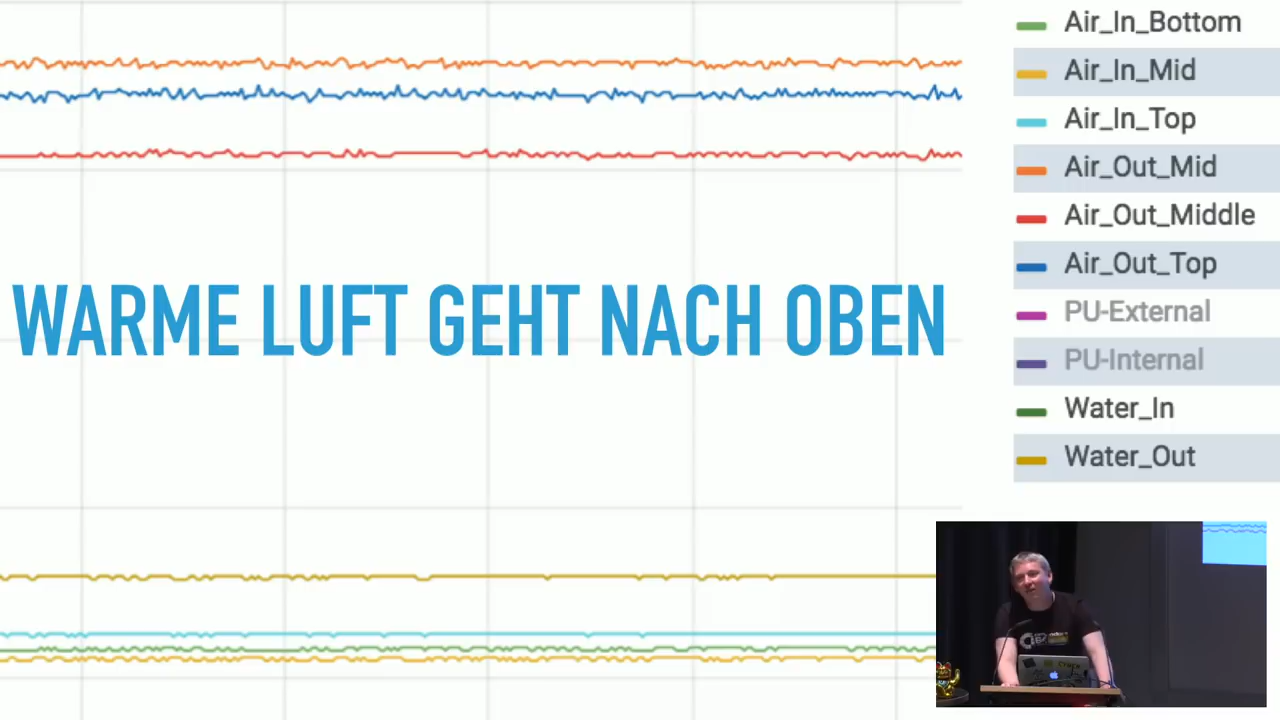 Air_In_Bottom
Air_In_Mid
Air_In_Top
Air_Out_Mid
Air_Out_Middle
Air_Out_Top
PU-External
PU-Internal
Water_In
Water_Out
WARME LUFT GEHT NACH OBEN